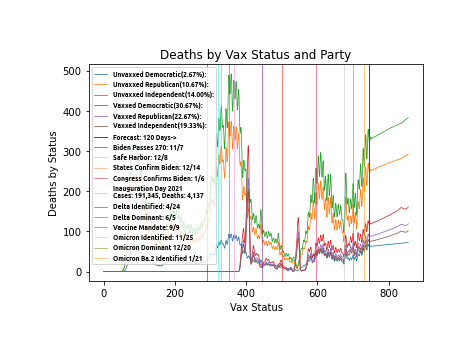 Deaths by Vax Status and Party
Deaths by Status
500
400
300
200
100
0
Unvaxxed Democratic(2.67%):
Unvaxxed Republican(10.67%):
Unvaxxed Independent(14.00%):
Vaxxed Democratic(30.67%):
Vaxxed Republican(22.67%):
Vaxxed Independent(19.33%):
Forecast: 120 Days->
Biden Passes 270: 11/7
Safe Harbor: 12/8
States Confirm Biden: 12/14
Congress Confirms Biden: 1/6
Inauguration Day 2021
Cases: 191,345, Deaths: 4,137
Delta Identified: 4/24
Delta Dominant: 6/5
Vaccine Mandate: 9/9
Omicron Identified: 11/25
Omicron Dominant 12/20
Omicron Ba.2 Identified 1/21
0
200
400
600
800
Vax Status